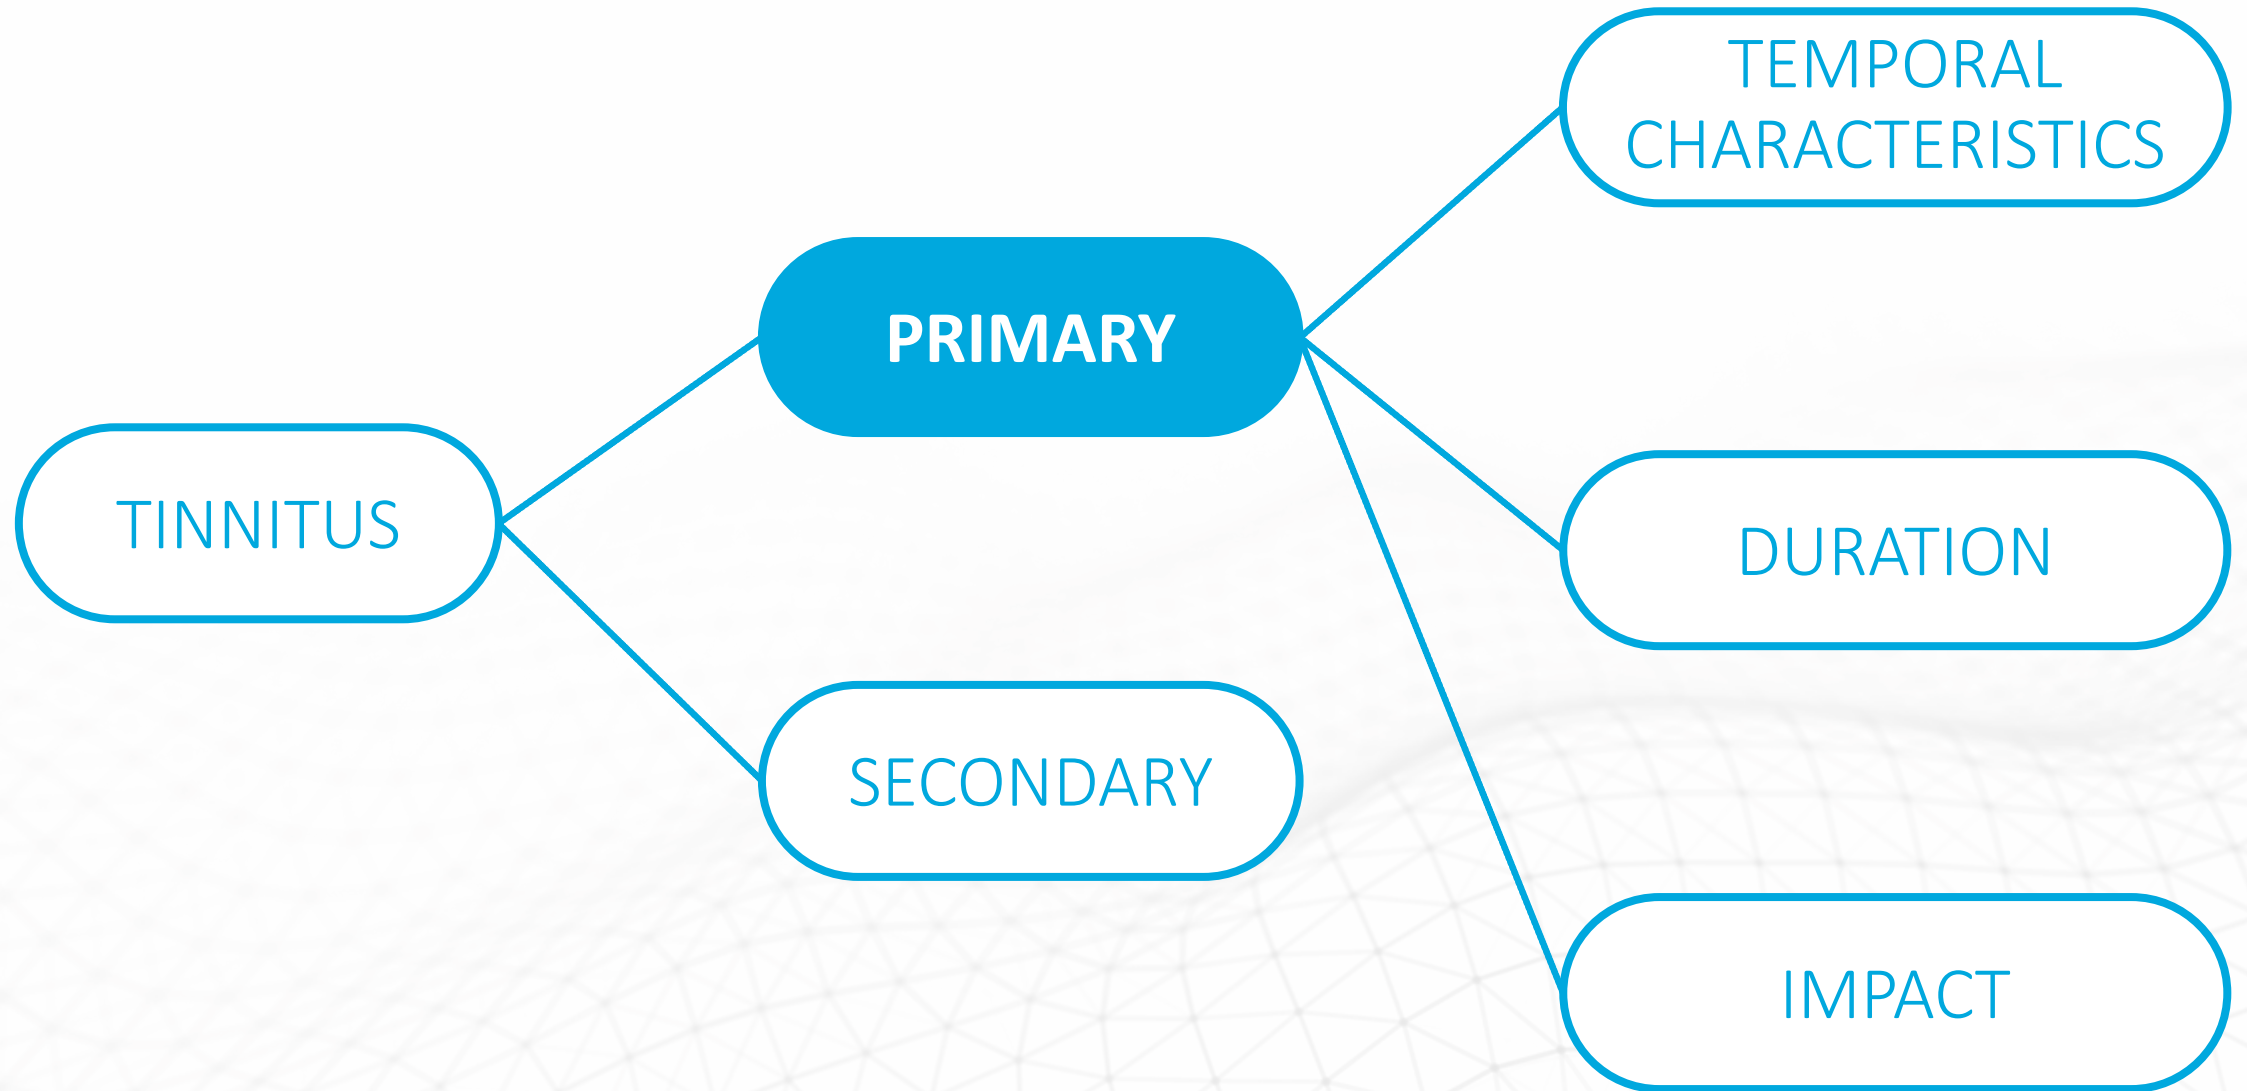 TINNITUS
PRIMARY
SECONDARY
TEMPORAL
CHARACTERISTICS
DURATION
IMPACT